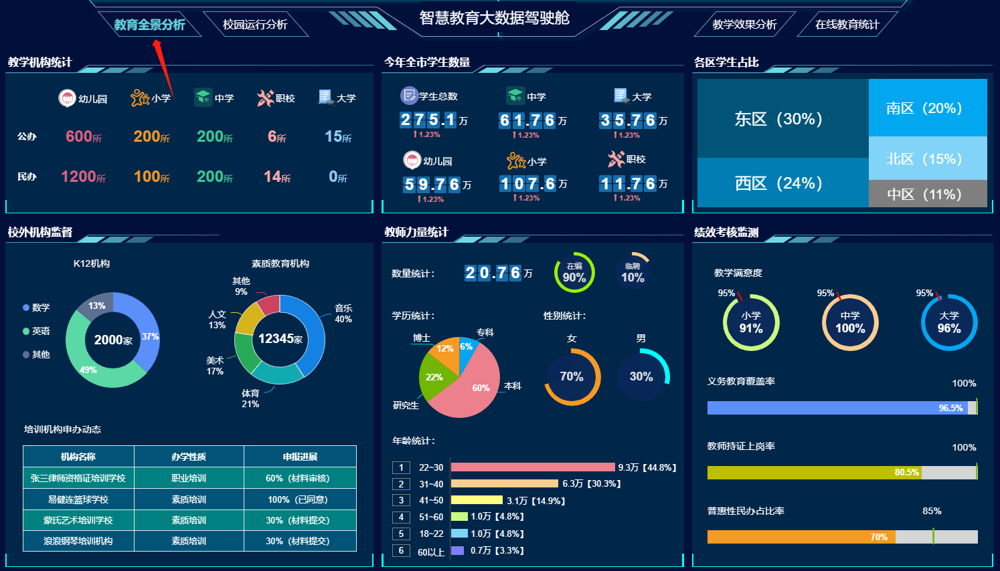 智慧教育大数据驾驶舱
教育全景分析
校园运行分析
教学效果分析
在线教育统计
教学机构统计
幼儿园 小学 中 中学 职校 大学
公办 600所 200所 200所 6所 15所
民办 1200所 100所 200所 14所 0所
今年全市学生数量
学生总数 中 中学 大学
275.1万 61.76万 35.76万
1.23% 1.23% 1.23%
幼儿园 小学 职校
59.76万 107.6万 11.76万
1.23% 1.23% 1.23%
各区学生占比
东区（30%）
南区（20%）
北区（15%）
西区（24%）
中区（11%）
校外机构监督
K12机构
数学
英语
其他
13%
37%
49%
2000家
素质教育机构
其他
9%
人文
13%
音乐
40%
12345家
美术
17%
体育
21%
培训机构申办动态
机构名称 办学性质 申报进展
张三律师资格证培训学校 职业培训 60%（材料审核）
易健连篮球学校 素质培训 100%（已同意）
蒙氏艺术培训学校 素质培训 30%（材料提交）
浪浪钢琴培训机构 素质培训 30%（材料提交）
教师力量统计
数量统计： 20.76万
在编
90%
临聘
10%
学历统计：
博士
专科
12%
6%
22%
60%
本科
研究生
性别统计：
女 男
70% 30%
年龄统计：
1 22~30 9.3万【44.8%】
2 31~40 6.3万【30.3%】
3 41~50 3.1万【14.9%】
4 51~60 1.0万【4.8%】
5 18~22 1.0万【4.8%】
6 60以上 0.7万【3.3%】
绩效考核监测
教学满意度
95% 95% 95%
小学 中学 大学
91% 100% 96%
义务教育覆盖率 100%
96.5%
教师持证上岗率 100%
80.5%
普惠性民办占比率 85%
70%